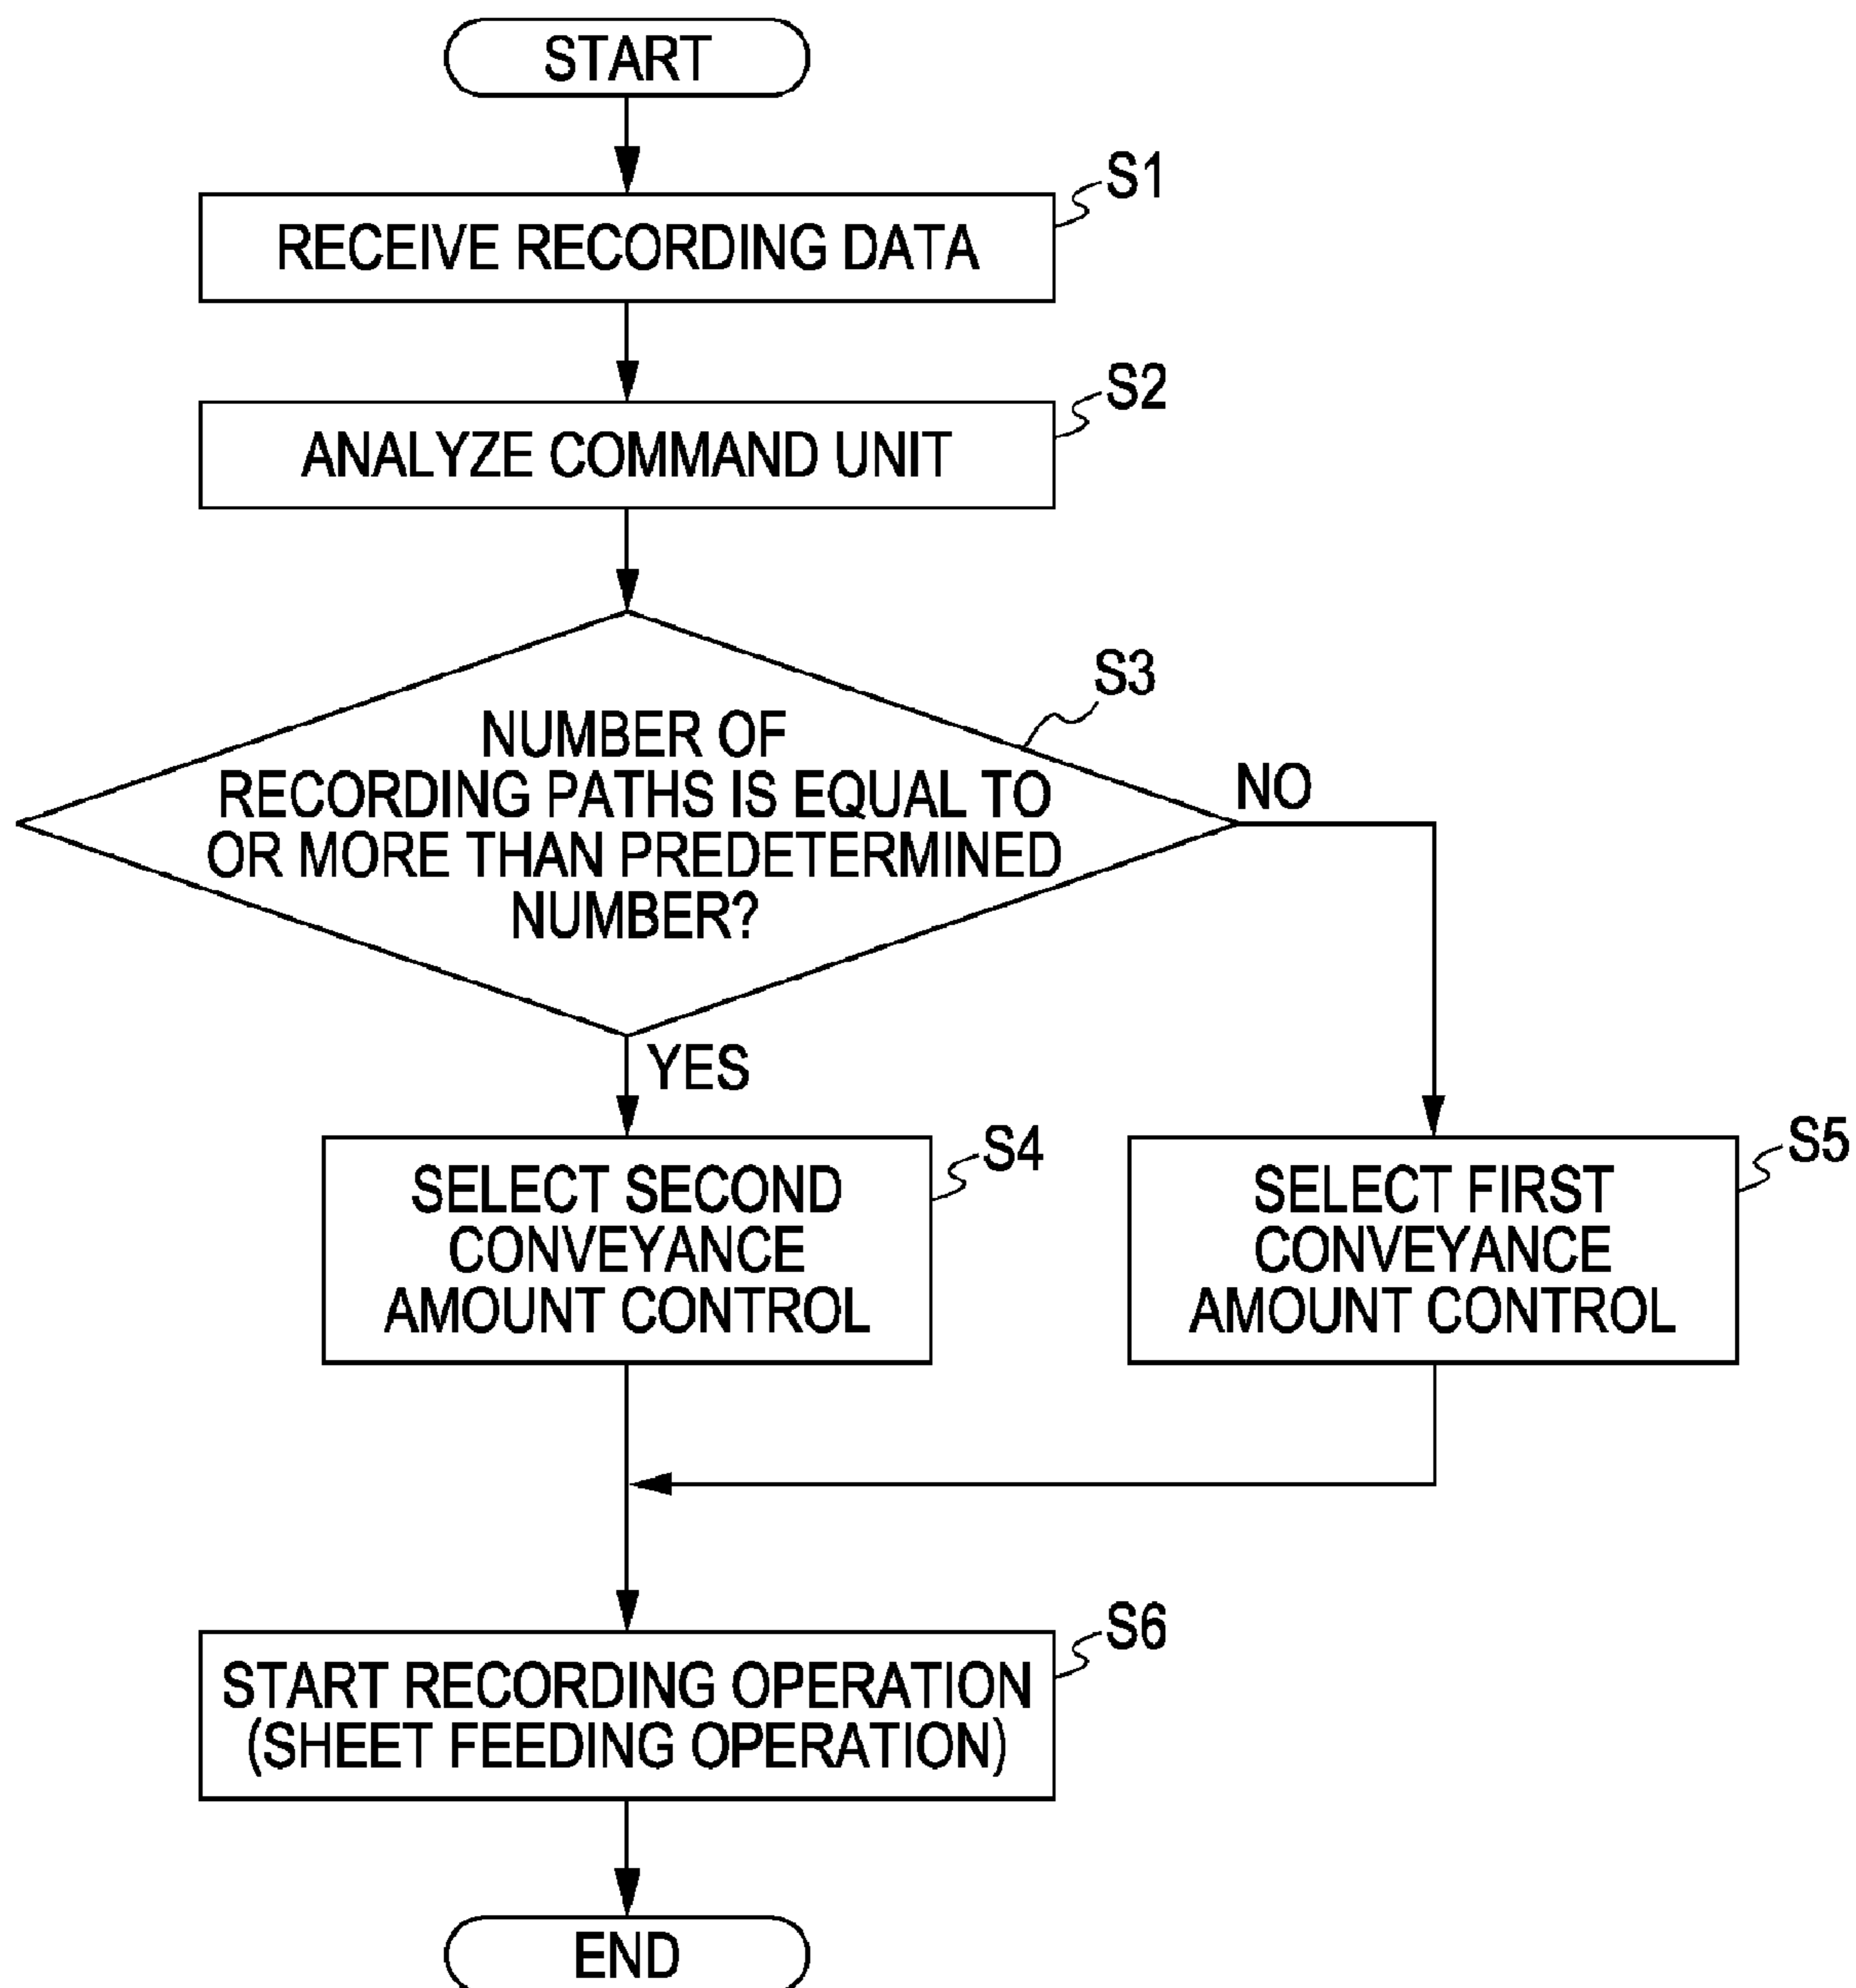 START
S1
RECEIVE RECORDING DATA
S2
ANALYZE COMMAND UNIT
S3
NUMBER OF
RECORDING PATHS IS EQUAL TO
OR MORE THAN PREDETERMINED
NUMBER?
NO
YES
S4
SELECT SECOND
CONVEYANCE
AMOUNT CONTROL
S5
SELECT FIRST
CONVEYANCE
AMOUNT CONTROL
S6
START RECORDING OPERATION
(SHEET FEEDING OPERATION)
END